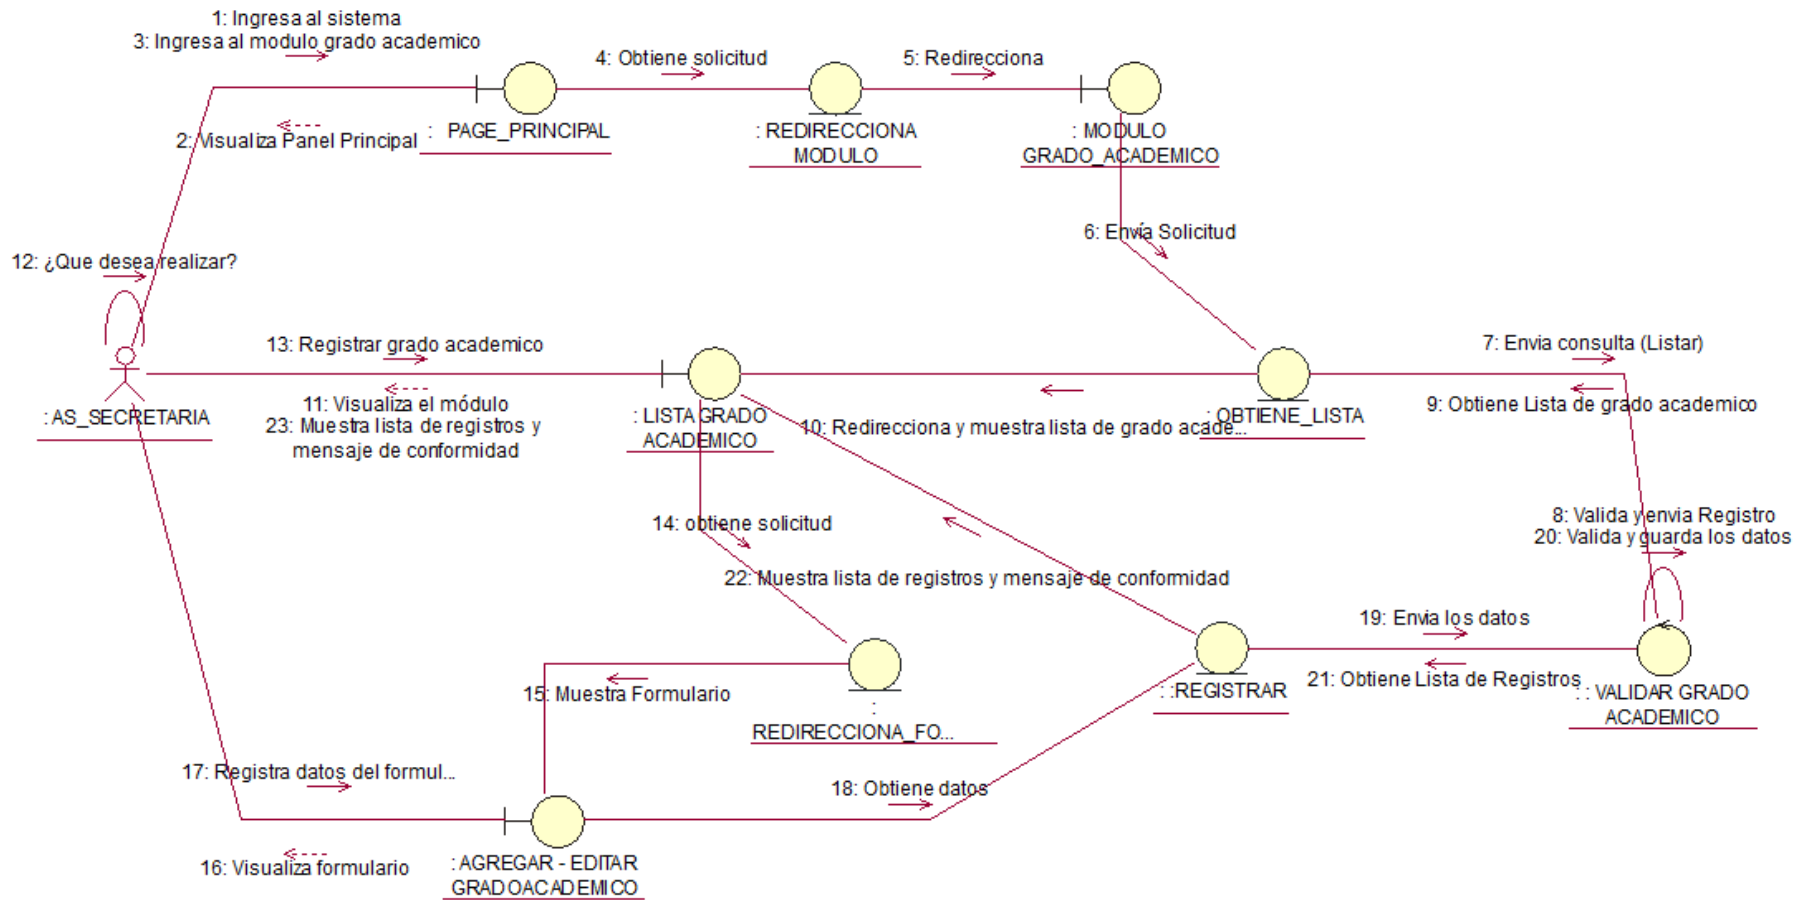 1: Ingresa al sistema
3: Ingresa al modulo grado academico
4: Obtiene solicitud
5: Redirecciona
2: Visualiza Panel Principal
: PAGE_PRINCIPAL
: REDIRECCIONA
MODULO
: MODULO
GRADO_ACADEMICO
6: Envía Solicitud
12: ¿Que desea realizar?
13: Registrar grado academico
7: Envia consulta (Listar)
: AS_SECRETARIA
11: Visualiza el módulo
23: Muestra lista de registros y
mensaje de conformidad
: LISTA GRADO
ACADEMICO
10: Redirecciona y muestra lista de grado acade...
: OBTIENE_LISTA
9: Obtiene Lista de grado academico
14: obtiene solicitud
8: Valida y envia Registro
20: Valida y guarda los datos
22: Muestra lista de registros y mensaje de conformidad
19: Envia los datos
15: Muestra Formulario
:
REDIRECCIONA_FO...
: :REGISTRAR
21: Obtiene Lista de Registros
: : VALIDAR GRADO
ACADEMICO
17: Registra datos del formul...
18: Obtiene datos
16: Visualiza formulario
: AGREGAR - EDITAR
GRADOACADEMICO